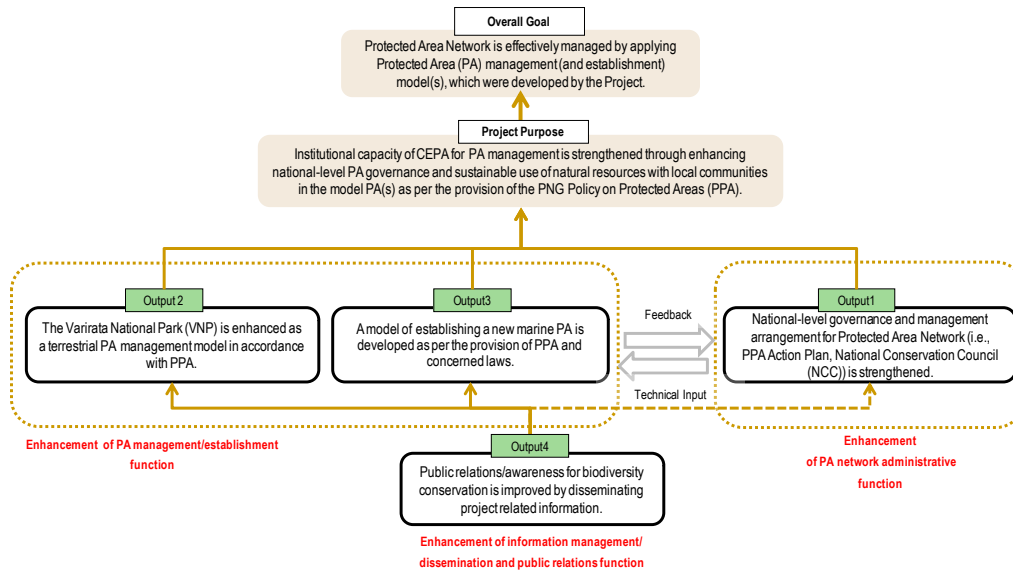 Overall Goal
Protected Area Network is effectively managed by applying
Protected Area (PA) management (and establishment)
model(s), which were developed by the Project.
Project Purpose
Institutional capacity of CEPA for PA management is strengthened through enhancing
national-level PA governance and sustainable use of natural resources with local communities
in the model PA(s) as per the provision of the PNG Policy on Protected Areas (PPA).
Output 2
The Varirata National Park (VNP) is enhanced as
a terrestrial PA management model in accordance
with PPA.
Output3
A model of establishing a new marine PA is
developed as per the provision of PPA and
concerned laws.
Feedback
Technical Input
Output1
National-level governance and management
arrangement for Protected Area Network (i.e.,
PPA Action Plan, National Conservation Council
(NCC)) is strengthened.
Enhancement of PA management/establishment
function
Enhancement
of PA network administrative
function
Output4
Public relations/awareness for biodiversity
conservation is improved by disseminating
project related information.
Enhancement of information management/
dissemination and public relations function